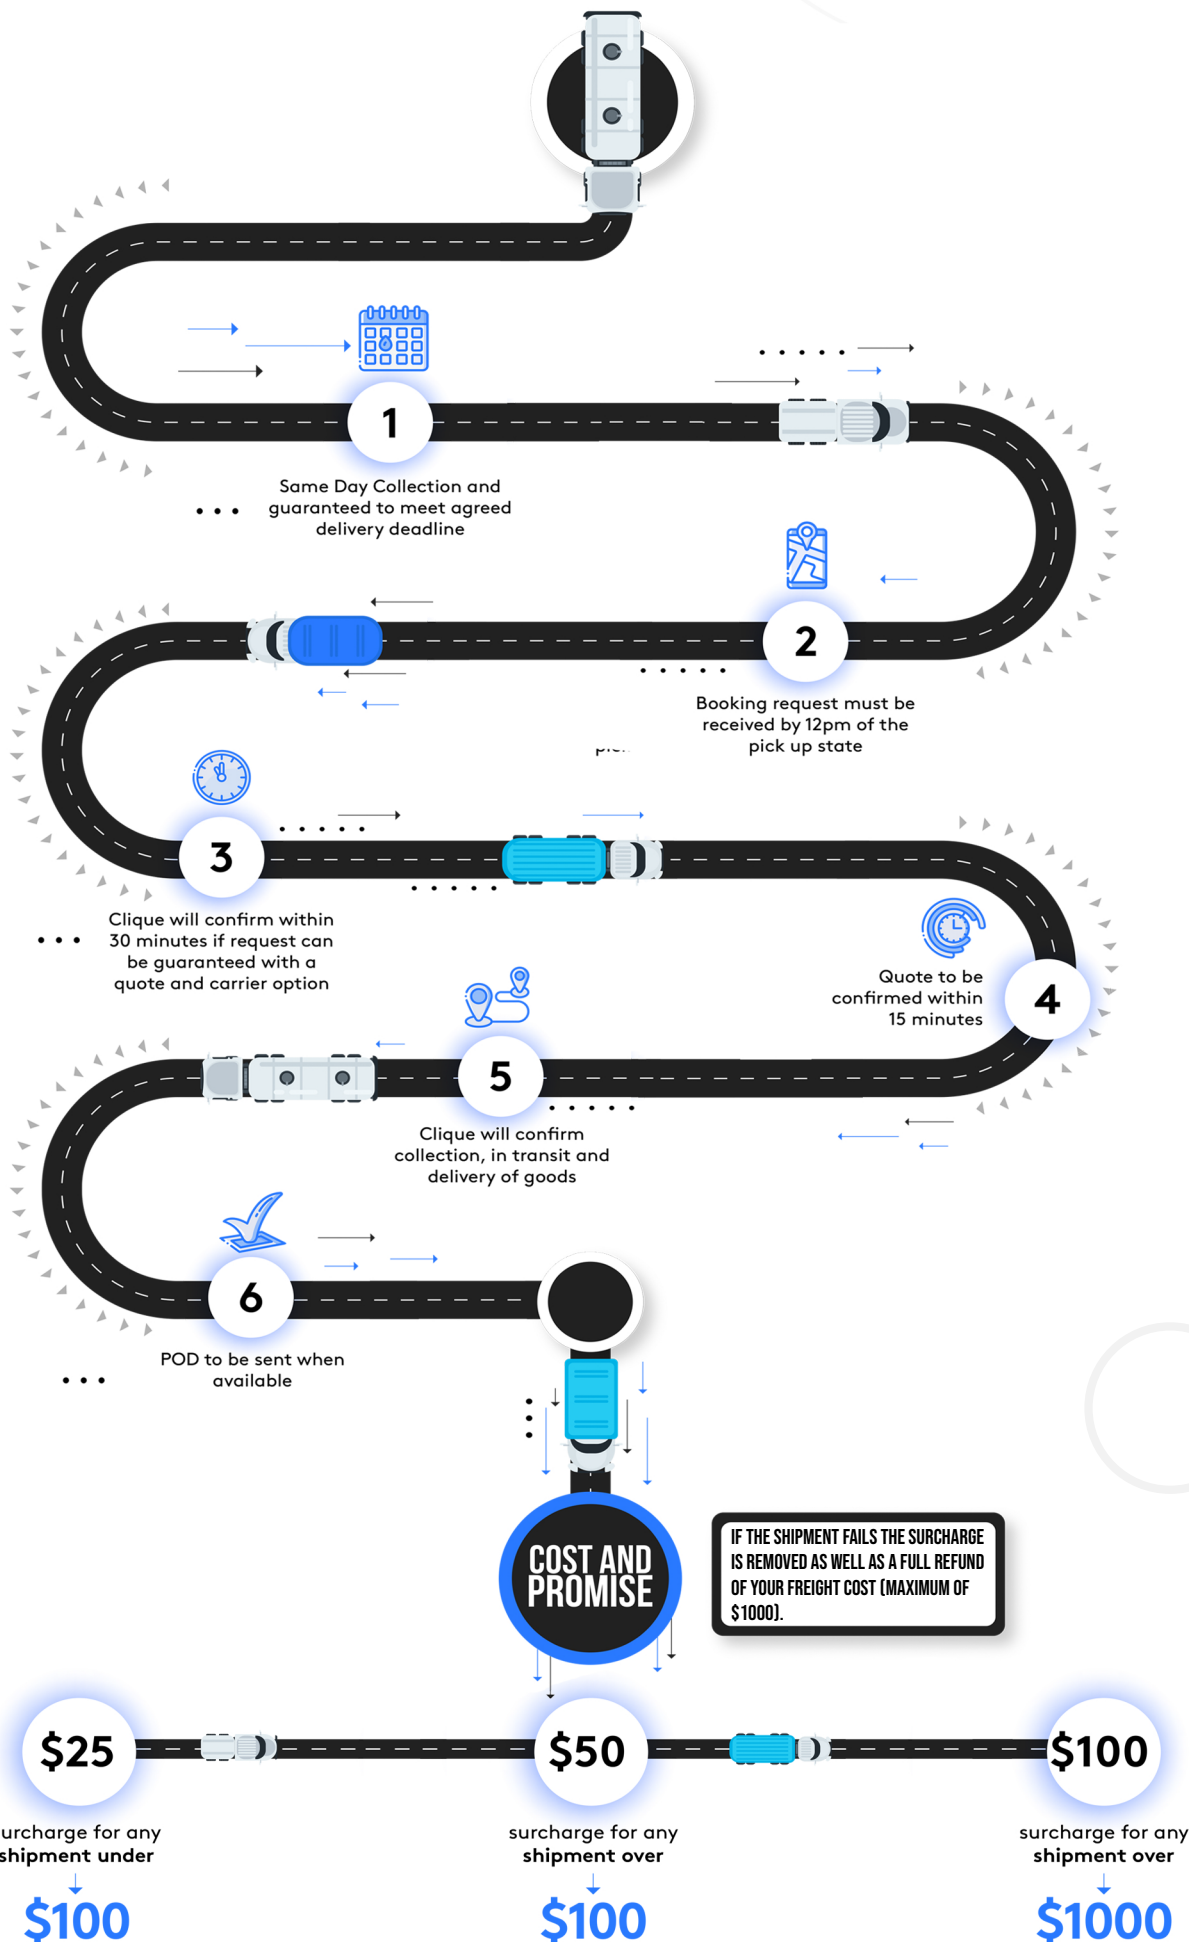 1
Same Day Collection and
guaranteed to meet agreed
delivery deadline
2
Booking request must be
received by 12pm of the
pick up state
3
Clique will confirm within
30 minutes if request can
be guaranteed with a
quote and carrier option
4
Quote to be
confirmed within
15 minutes
5
Clique will confirm
collection, in transit and
delivery of goods
6
POD to be sent when
available
COST AND
PROMISE
IF THE SHIPMENT FAILS THE SURCHARGE
IS REMOVED AS WELL AS A FULL REFUND
OF YOUR FREIGHT COST (MAXIMUM OF
$1000).
$25
urcharge for any
shipment under
$100
$50
surcharge for any
shipment over
$100
$100
surcharge for any
shipment over
$1000